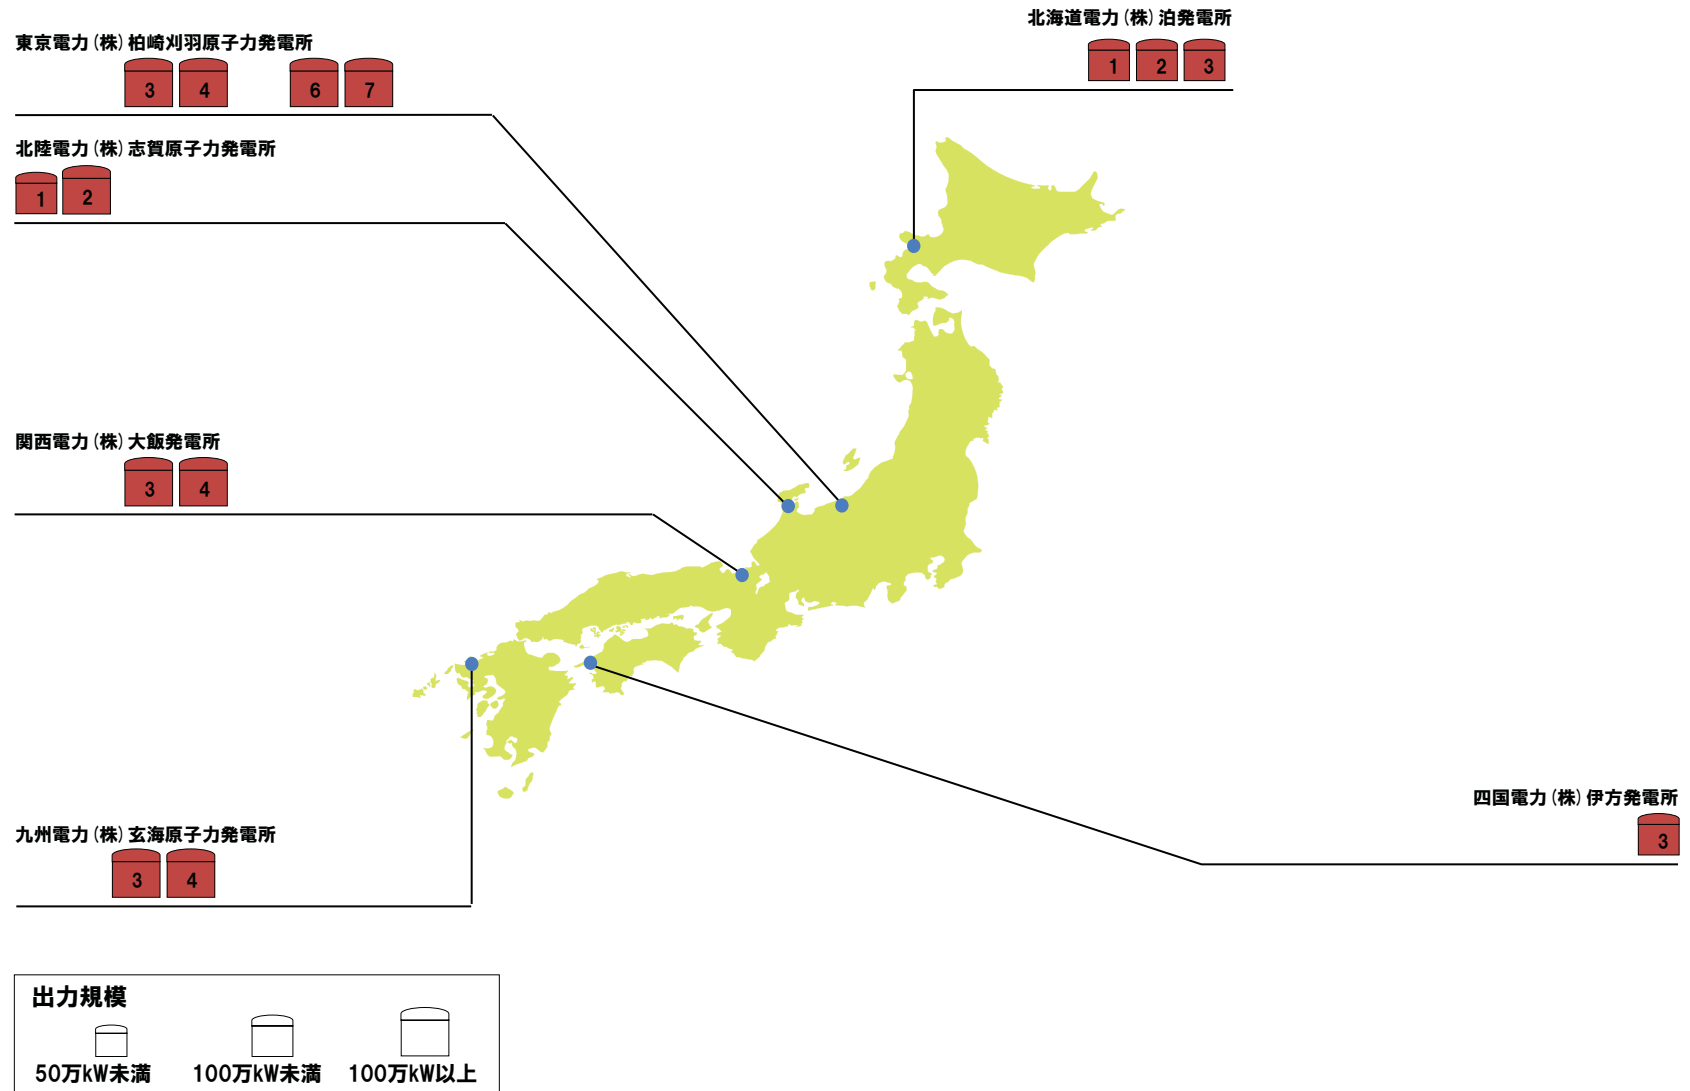 北海道電力(株)泊発電所
1 2 3
東京電力(株)柏崎刈羽原子力発電所
3 4 6 7
北陸電力(株)志賀原子力発電所
1 2
関西電力(株)大飯発電所
3 4
四国電力(株)伊方発電所
3
九州電力(株)玄海原子力発電所
3 4
出力規模
50万kW未満 100万kW未満 100万kW以上